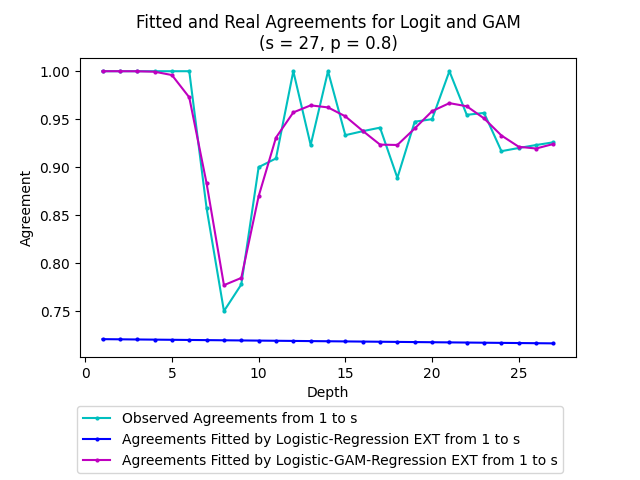 Fitted and Real Agreements for Logit and GAM
(s = 27, p = 0.8)
1.00
0.95
0.90
0.85
0.80
0.75
Agreement
0 5 10 15 20 25
Depth
Observed Agreements from 1 to s
Agreements Fitted by Logistic-Regression EXT from 1 to s
Agreements Fitted by Logistic-GAM-Regression EXT from 1 to s